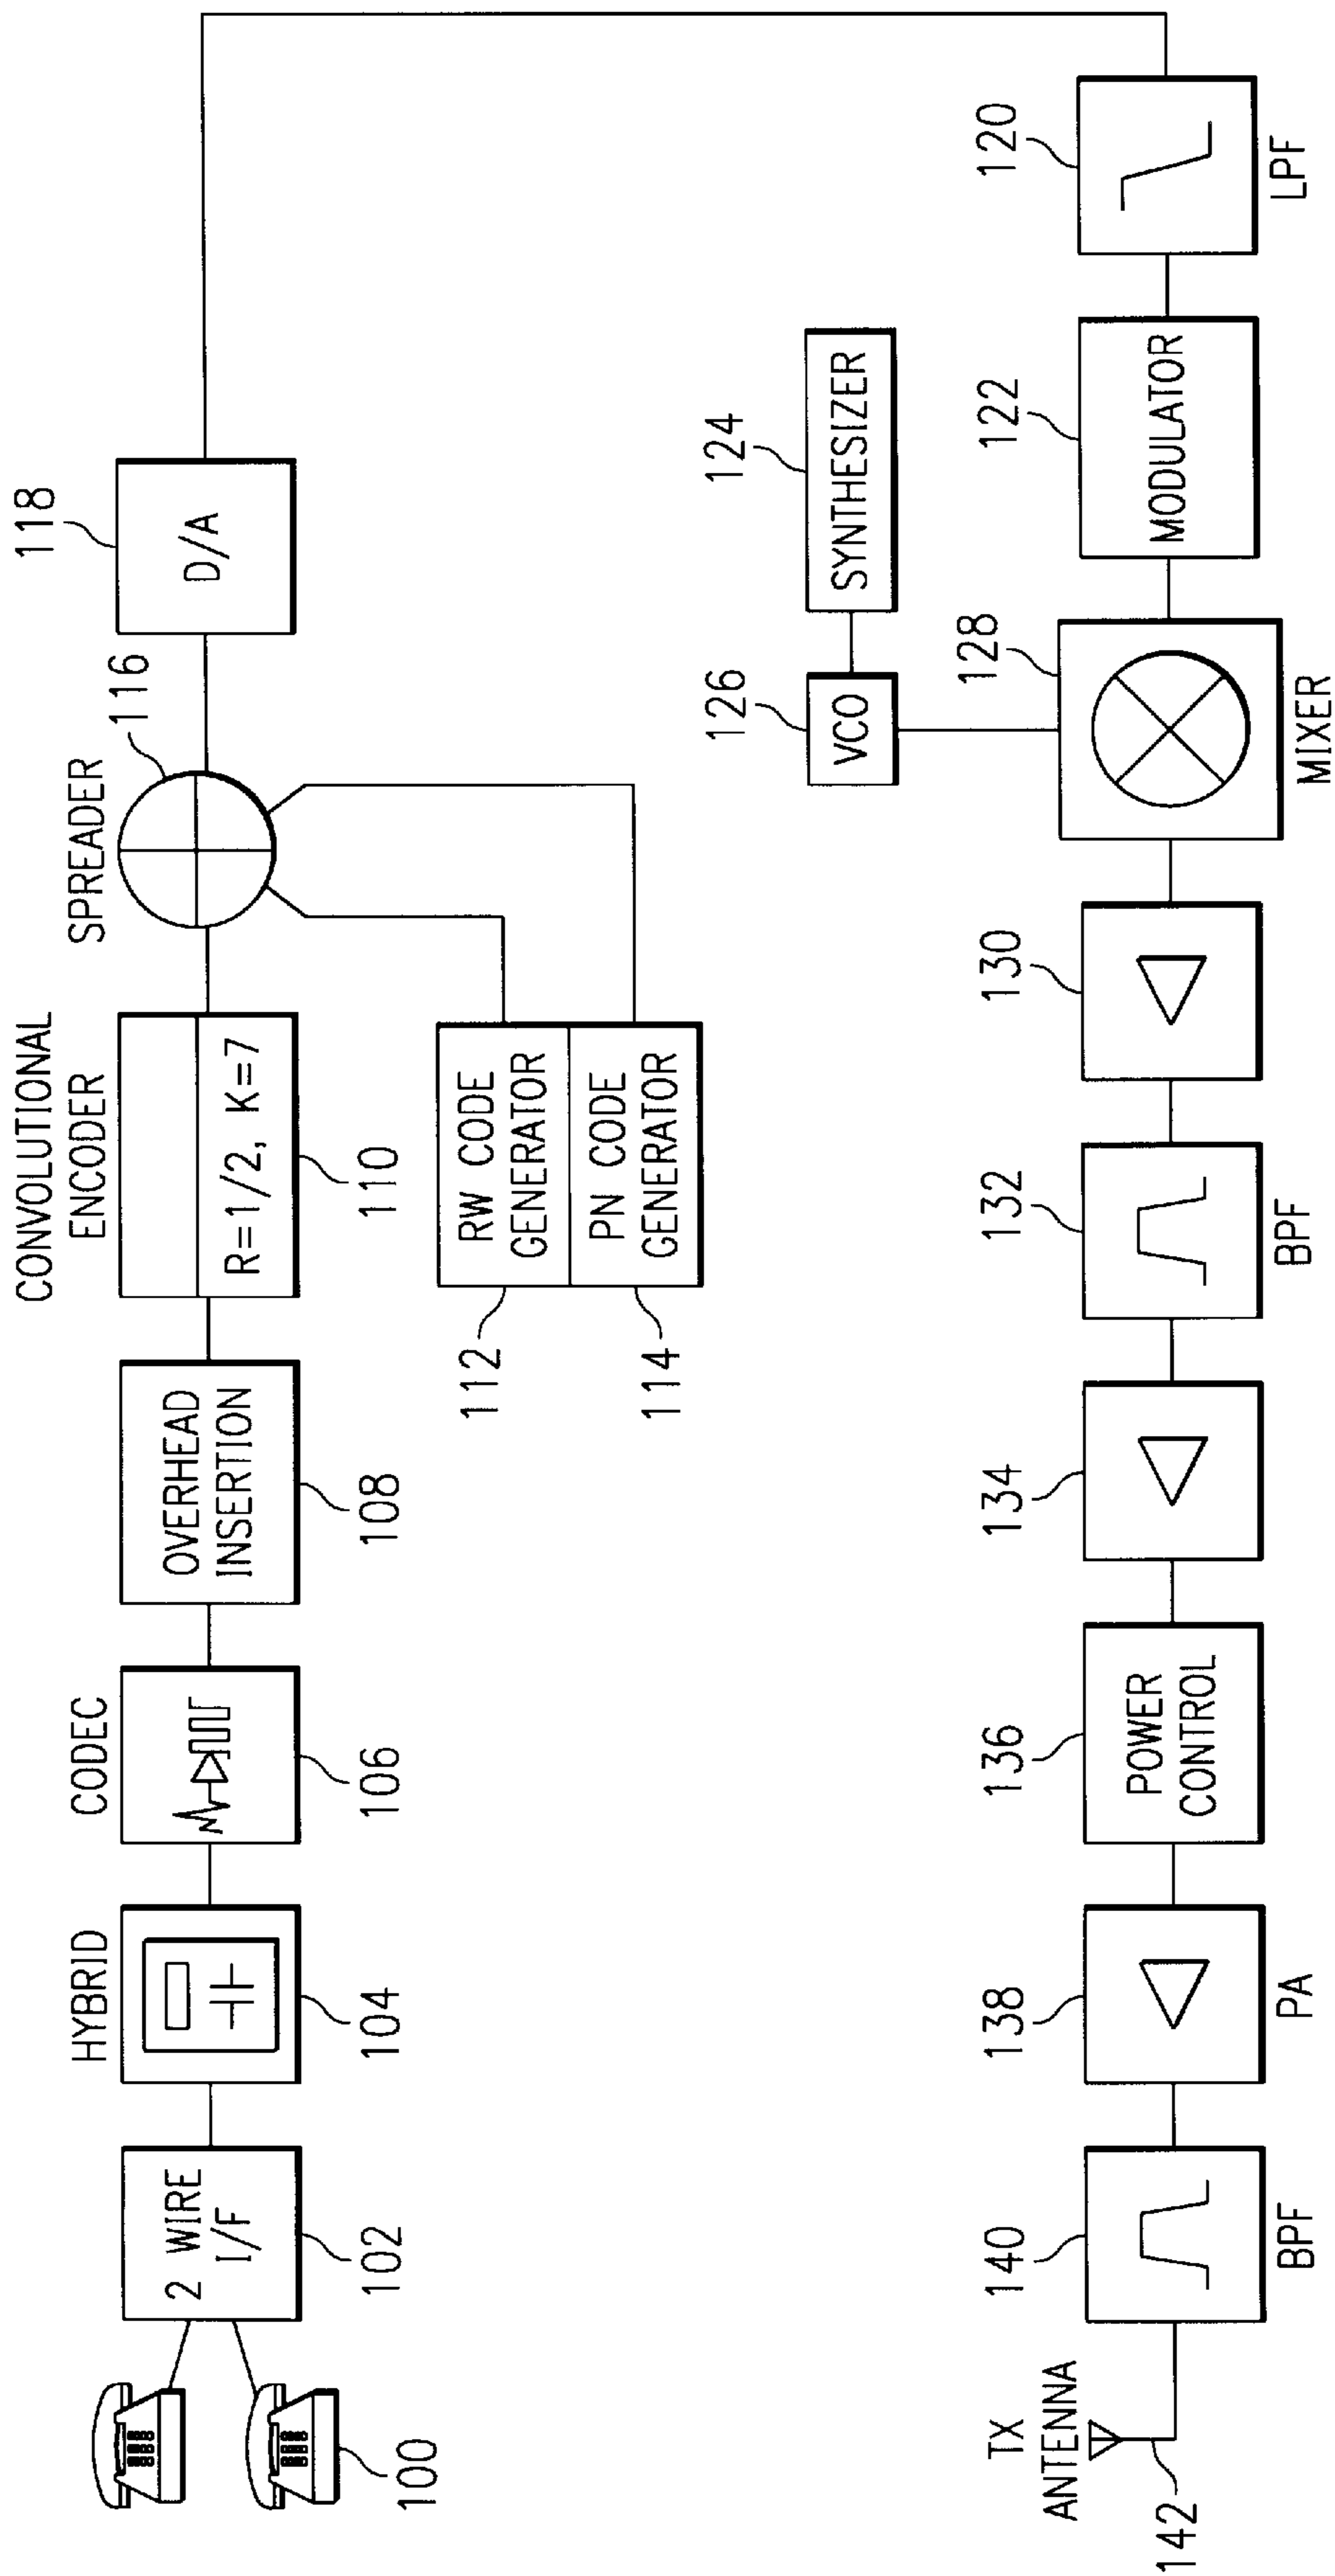 100
2 WIRE
I/F
102
HYBRID
104
CODEC
106
OVERHEAD
INSERTION
108
CONVOLUTIONAL
ENCODER
R=1/2, K=7
110
RW CODE
GENERATOR
112
PN CODE
GENERATOR
114
SPREADER
116
118
D/A
120
LPF
122
MODULATOR
124
SYNTHESIZER
126
VCO
128
MIXER
130
132
BPF
134
136
POWER
CONTROL
138
PA
140
BPF
TX
ANTENNA
142